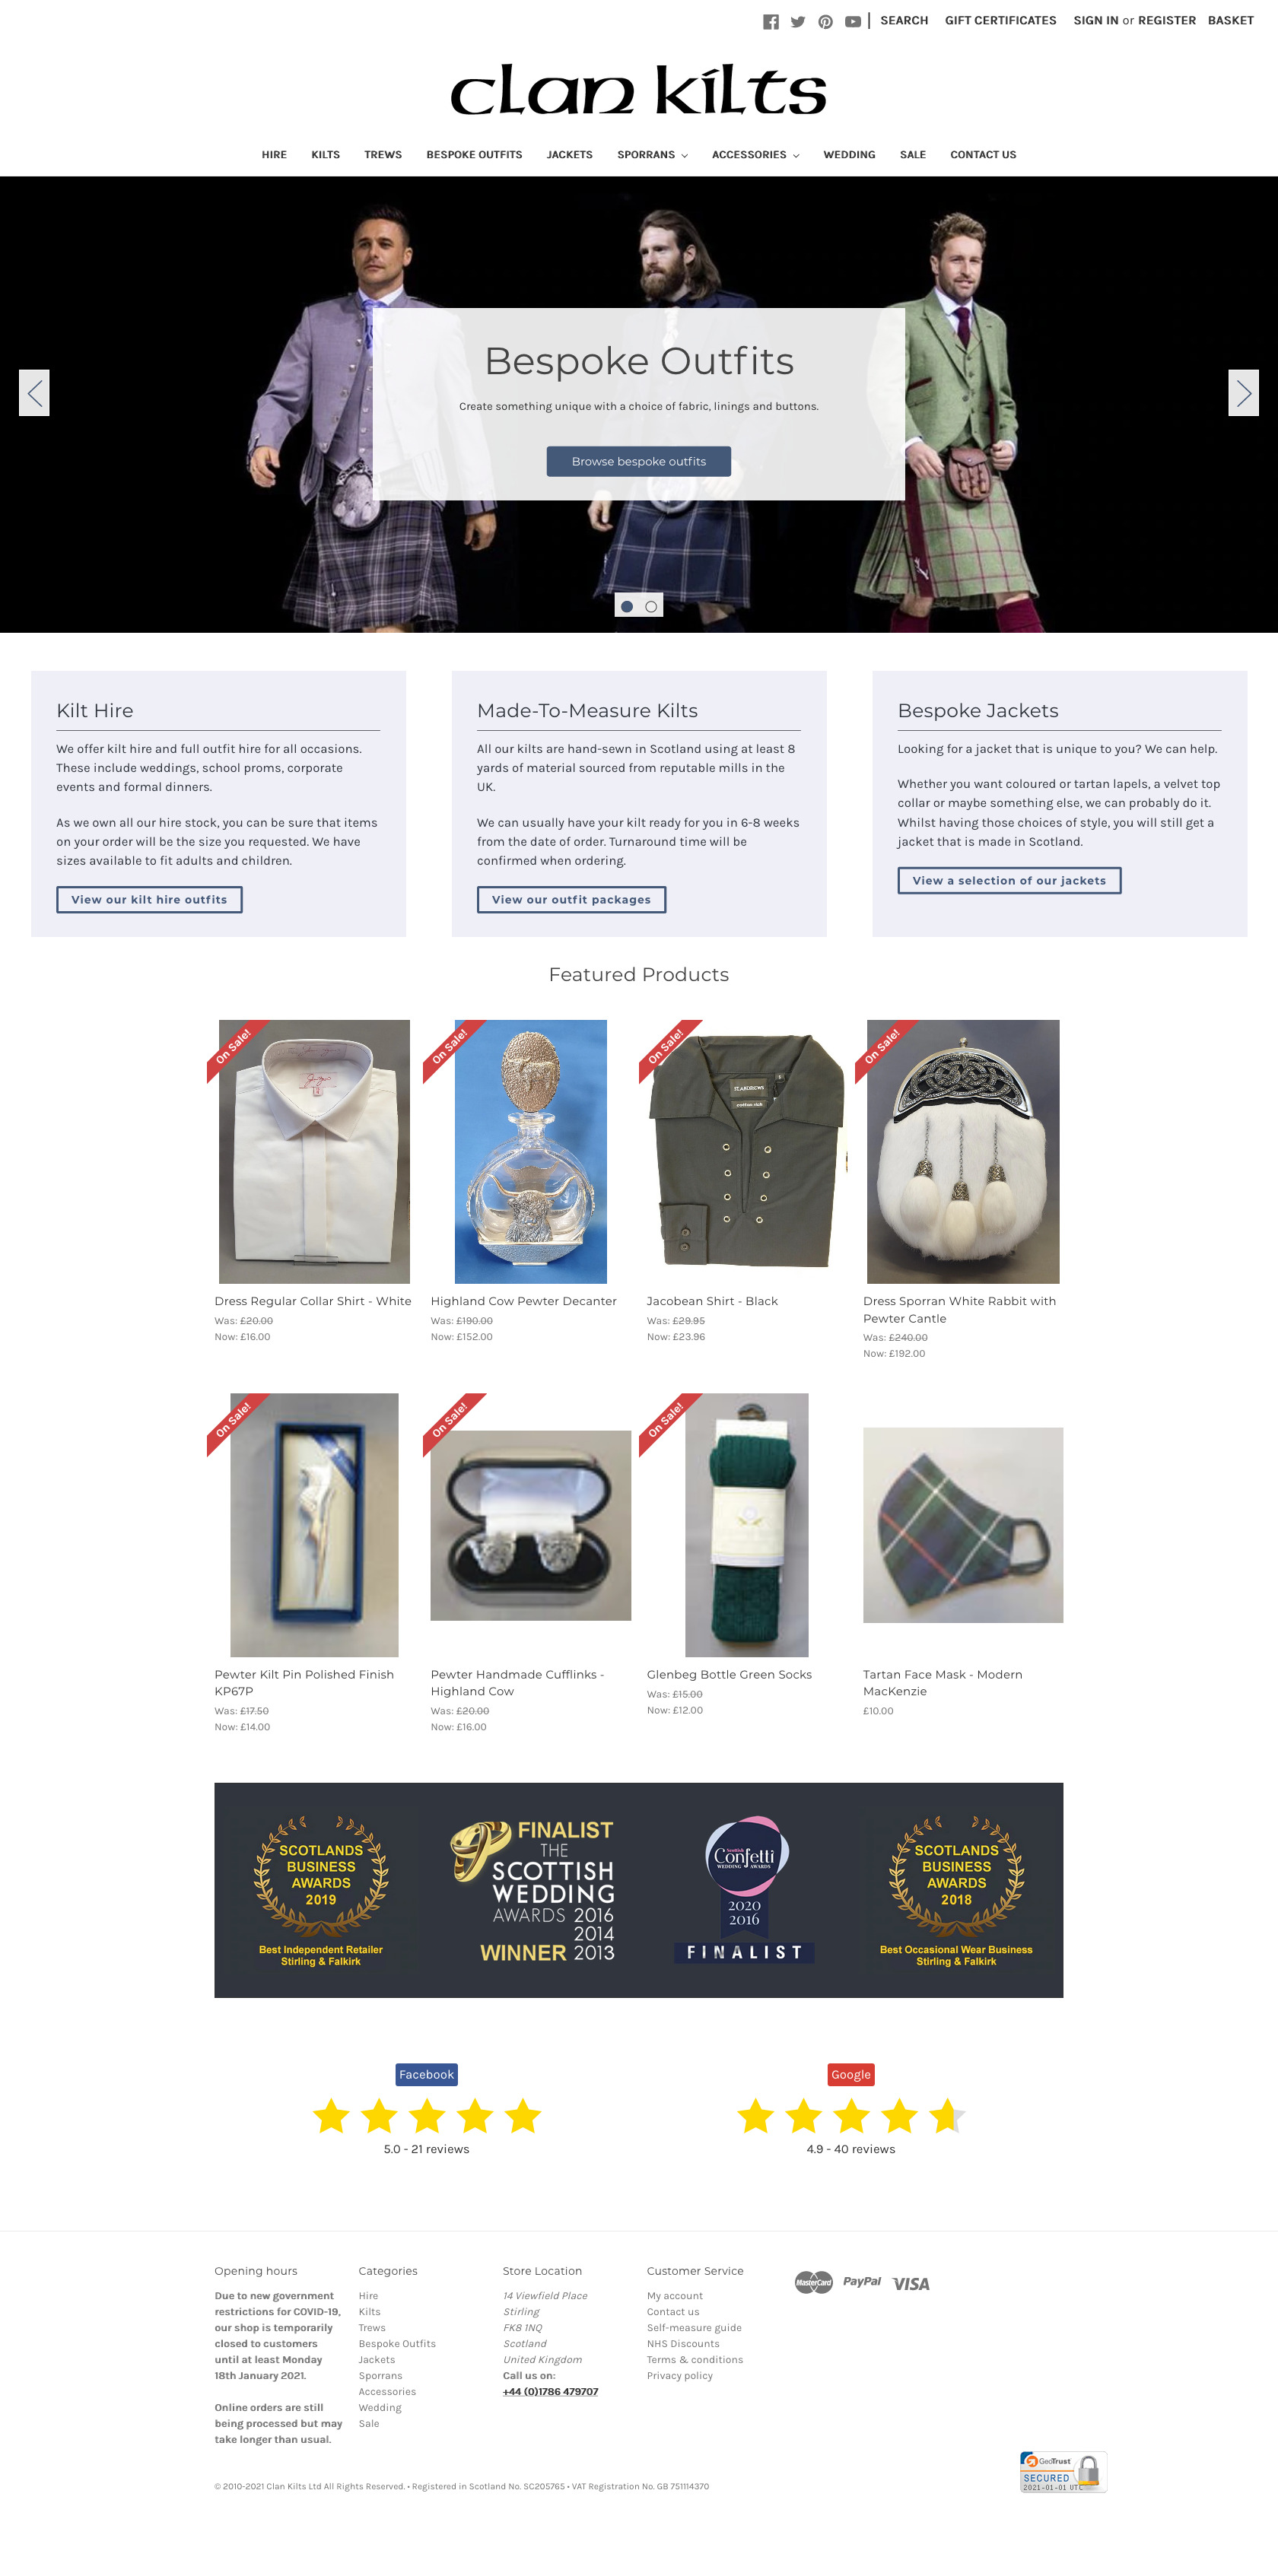 SEARCH GIFT CERTIFICATES SIGN IN or REGISTER BASKET
clan kilts
HIRE KILTS TREWS BESPOKE OUTFITS JACKETS SPORRANS ACCESSORIES WEDDING SALE CONTACT US
Bespoke Outfits
Create something unique with a choice of fabric, linings and buttons.
Browse bespoke outfits
Kilt Hire
We offer kilt hire and full outfit hire for all occasions.
These include weddings, school proms, corporate
events and formal dinners.
As we own all our hire stock, you can be sure that items
on your order will be the size you requested. We have
sizes available to fit adults and children.
View our kilt hire outfits
Made-To-Measure Kilts
All our kilts are hand-sewn in Scotland using at least 8
yards of material sourced from reputable mills in the
UK.
We can usually have your kilt ready for you in 6-8 weeks
from the date of order. Turnaround time will be
confirmed when ordering.
View our outfit packages
Bespoke Jackets
Looking for a jacket that is unique to you? We can help.
Whether you want coloured or tartan lapels, a velvet top
collar or maybe something else, we can probably do it.
Whilst having those choices of style, you will still get a
jacket that is made in Scotland.
View a selection of our jackets
Featured Products
On Sale!
Dress Regular Collar Shirt - White
Was: £20.00
Now: £16.00
On Sale!
Highland Cow Pewter Decanter
Was: £190.00
Now: £152.00
On Sale!
ST.ANDREWS
cotton rich
Jacobean Shirt - Black
Was: £29.95
Now: £23.96
On Sale!
Dress Sporran White Rabbit with
Pewter Cantle
Was: £240.00
Now: £192.00
On Sale!
Pewter Kilt Pin Polished Finish
KP67P
Was: £17.50
Now: £14.00
On Sale!
Pewter Handmade Cufflinks -
Highland Cow
Was: £20.00
Now: £16.00
On Sale!
Glenbeg Bottle Green Socks
Was: £15.00
Now: £12.00
Tartan Face Mask - Modern
MacKenzie
£10.00
SCOTLANDS
BUSINESS
AWARDS
2019
Best Independent Retailer
Stirling & Falkirk
FINALIST
THE
SCOTTISH
WEDDING
AWARDS 2016
2014
WINNER 2013
Scottish
Confetti
WEDDING AWARDS
2020
2016
FINALIST
SCOTLANDS
BUSINESS
AWARDS
2018
Best Occasional Wear Business
Stirling & Falkirk
Facebook
5.0 - 21 reviews
Google
4.9 - 40 reviews
Opening hours
Due to new government
restrictions for COVID-19,
our shop is temporarily
closed to customers
until at least Monday
18th January 2021.
Online orders are still
being processed but may
take longer than usual.
Categories
Hire
Kilts
Trews
Bespoke Outfits
Jackets
Sporrans
Accessories
Wedding
Sale
Store Location
14 Viewfield Place
Stirling
FK8 1NQ
Scotland
United Kingdom
Call us on:
+44 (0)1786 479707
Customer Service
My account
Contact us
Self-measure guide
NHS Discounts
Terms & conditions
Privacy policy
MasterCard PayPal VISA
GeoTrust
SECURED
2021-01-01 UTC
© 2010-2021 Clan Kilts Ltd All Rights Reserved. • Registered in Scotland No. SC205765 • VAT Registration No. GB 751114370